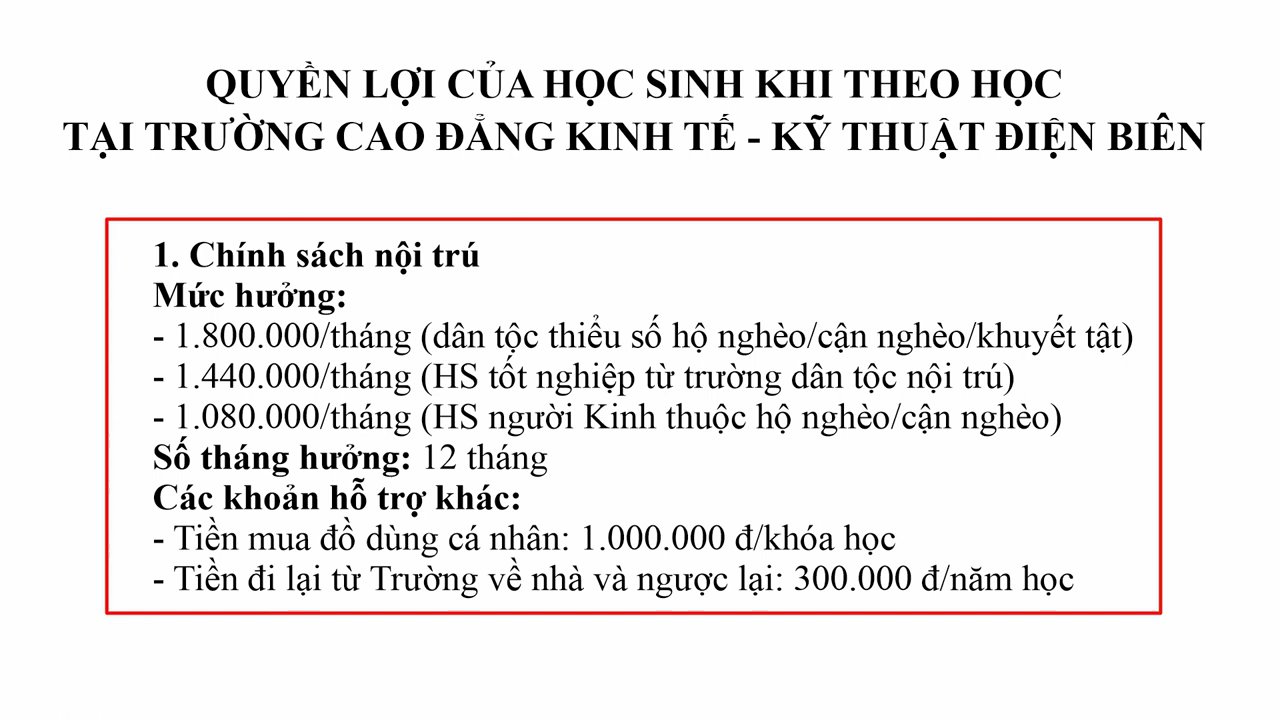 QUYỀN LỢI CỦA HỌC SINH KHI THEO HỌC
TẠI TRƯỜNG CAO ĐẲNG KINH TẾ - KỸ THUẬT ĐIỆN BIÊN
1. Chính sách nội trú
Mức hưởng:
- 1.800.000/tháng (dân tộc thiểu số hộ nghèo/cận nghèo/khuyết tật)
- 1.440.000/tháng (HS tốt nghiệp từ trường dân tộc nội trú)
- 1.080.000/tháng (HS người Kinh thuộc hộ nghèo/cận nghèo)
Số tháng hưởng: 12 tháng
Các khoản hỗ trợ khác:
- Tiền mua đồ dùng cá nhân: 1.000.000 đ/khóa học
- Tiền đi lại từ Trường về nhà và ngược lại: 300.000 đ/năm học